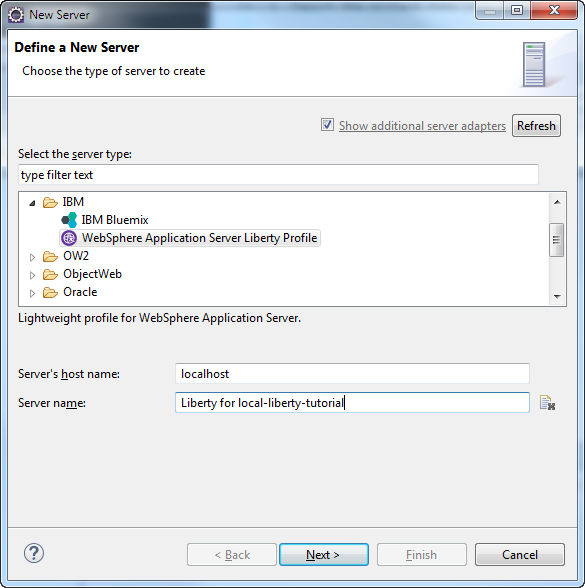 New Server
Define a New Server
Choose the type of server to create
Show additional server adapters
Refresh
Select the server type:
type filter text
IBM
IBM Bluemix
WebSphere Application Server Liberty Profile
OW2
ObjectWeb
Oracle
Lightweight profile for WebSphere Application Server.
Server's host name: localhost
Server name: Liberty for local-liberty-tutorial
?
< Back Next > Finish Cancel